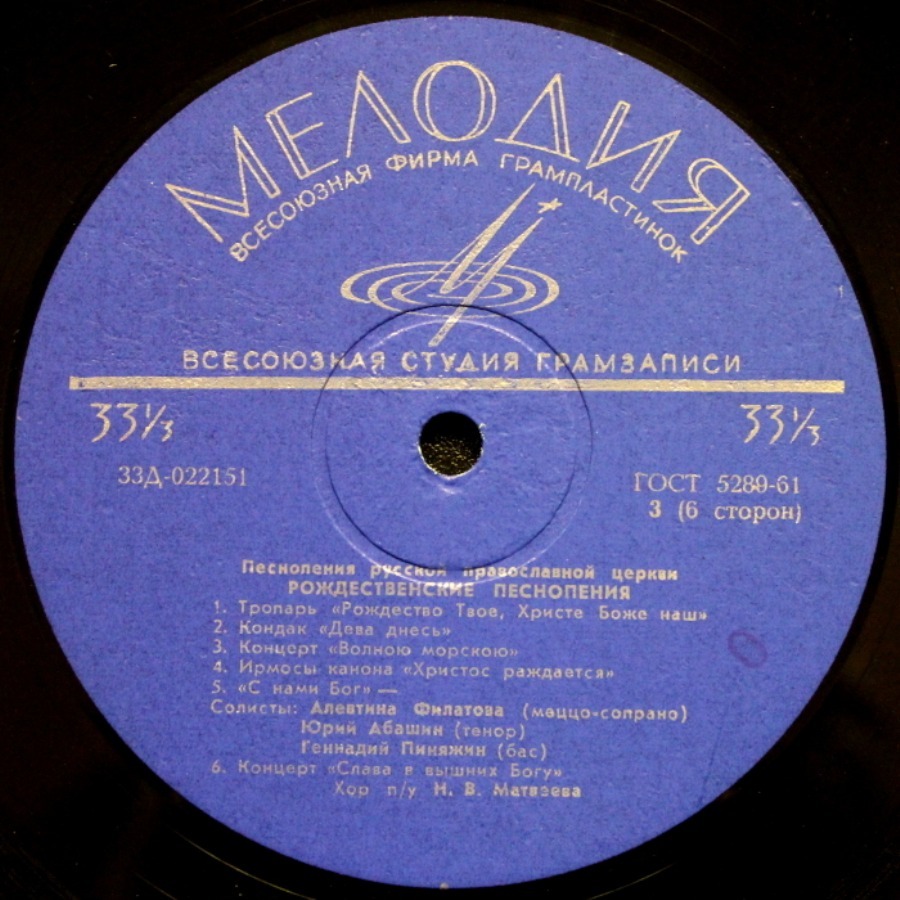 МЕЛОДИЯ
ВСЕСОЮЗНАЯ ФИРМА ГРАМПЛАСТИНОК
ВСЕСОЮЗНАЯ СТУДИЯ ГРАМЗАПИСИ
33⅓ 33⅓
33Д-022151 ГОСТ 5289-61
3 (6 сторон)
Песнопения русской православной церкви
РОЖДЕСТВЕНСКИЕ ПЕСНОПЕНИЯ
1. Тропарь «Рождество Твое, Христе Боже наш»
2. Кондак «Дева днесь»
3. Концерт «Волною морскою»
4. Ирмосы канона «Христос раждается»
5. «С нами Бог» —
Солисты: Алевтина Филатова (меццо-сопрано)
Юрий Абашин (тенор)
Геннадий Пиняжин (бас)
6. Концерт «Слава в вышних Богу»
Хор п/у Н. В. Матвеева